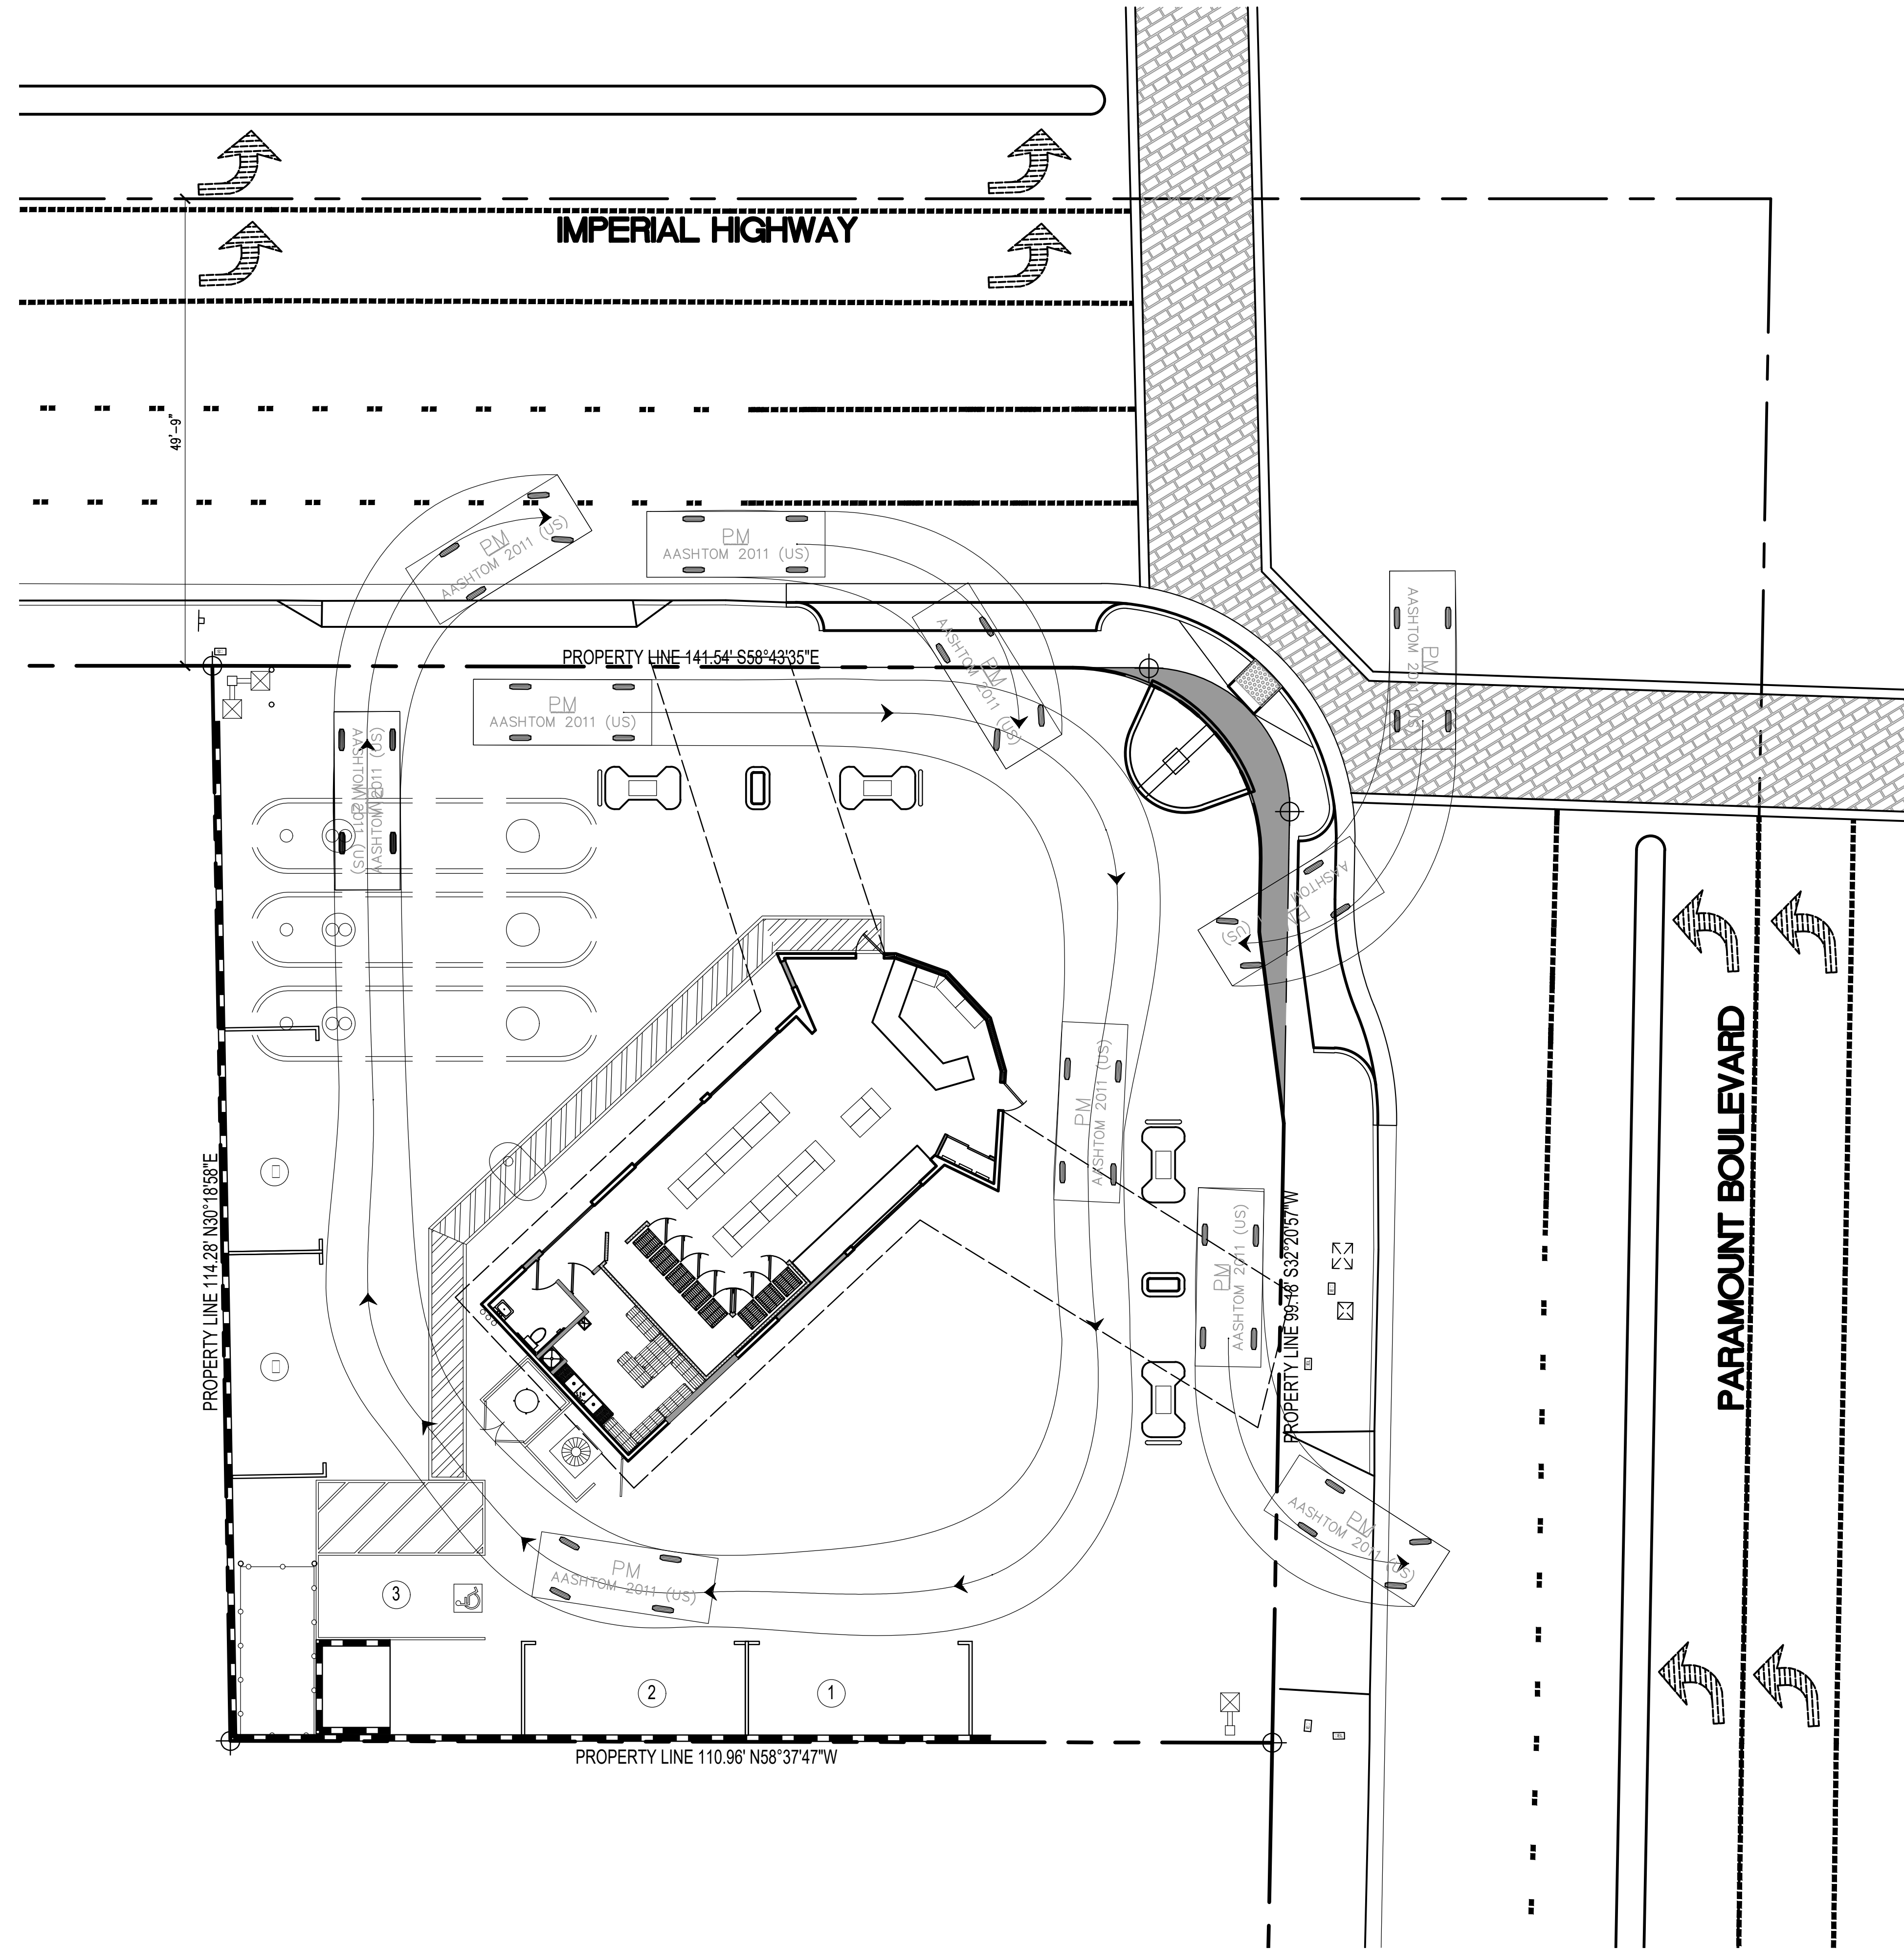 IMPERIAL HIGHWAY
49'-9"
PM
AASHTOM 2011 (US)
PM
AASHTOM 2011 (US)
PM
AASHTOM 2011 (US)
PROPERTY LINE 141.54' S58°43'35"E
PM
AASHTOM 2011 (US)
PM
AASHTOM 2011 (US)
AASHTOM 2011 (US)
AASHTOM 2011 (US)
PM
AASHTOM
(US)
PARAMOUNT BOULEVARD
PM
AASHTOM 2011 (US)
PROPERTY LINE 114.28' N30°18'58"E
PM
AASHTOM 2011 (US)
PROPERTY LINE 99.18' S32°20'57"W
PM
AASHTOM 2011 (US)
PM
AASHTOM 2011 (US)
3
2
1
PROPERTY LINE 110.96' N58°37'47"W